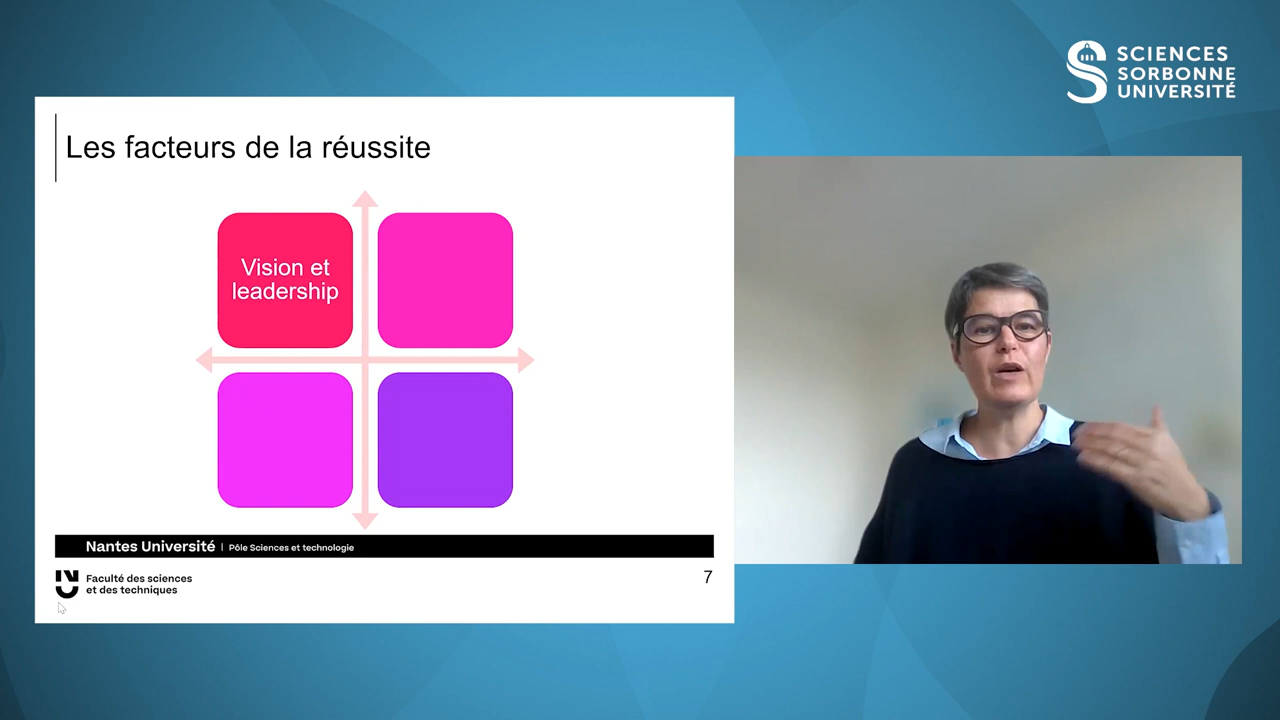 SCIENCES
SORBONNE
UNIVERSITÉ
Les facteurs de la réussite
Vision et
leadership
Nantes Université | Pôle Sciences et technologie
Faculté des sciences
et des techniques
7